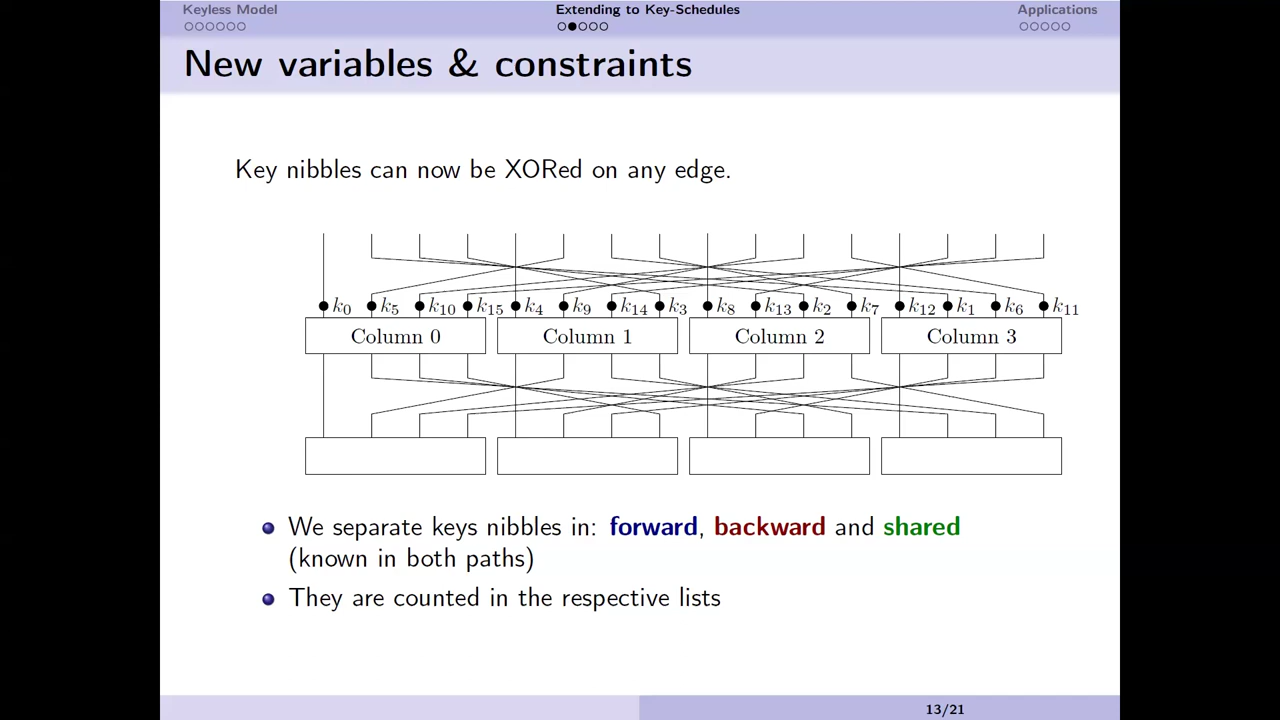 Keyless Model Extending to Key-Schedules Applications
New variables & constraints
Key nibbles can now be XORed on any edge.
k0 k5 k10 k15 k4 k9 k14 k3 k8 k13 k2 k7 k12 k1 k6 k11
Column 0 Column 1 Column 2 Column 3
We separate keys nibbles in: forward, backward and shared
(known in both paths)
They are counted in the respective lists
13/21